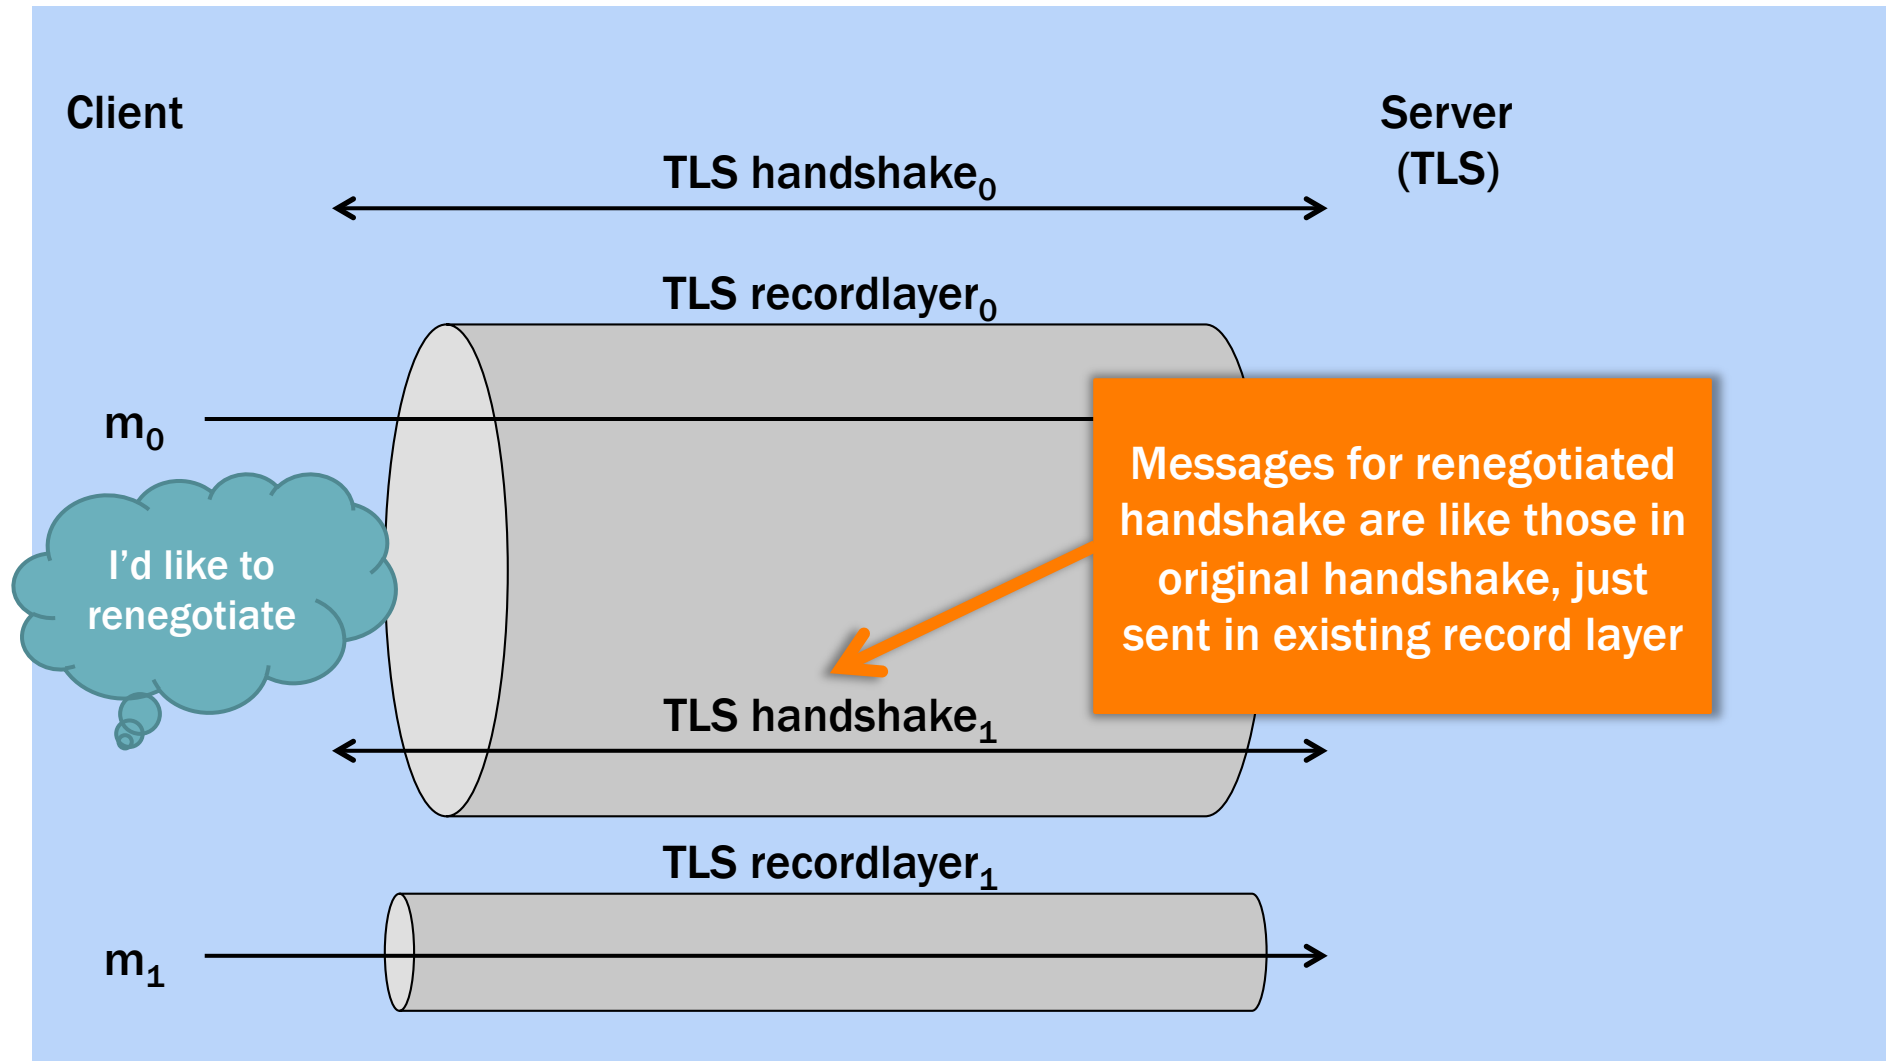 Client
Server
(TLS)
TLS handshake₀
TLS recordlayer₀
m₀
Messages for renegotiated
handshake are like those in
original handshake, just
sent in existing record layer
I’d like to
renegotiate
TLS handshake₁
TLS recordlayer₁
m₁